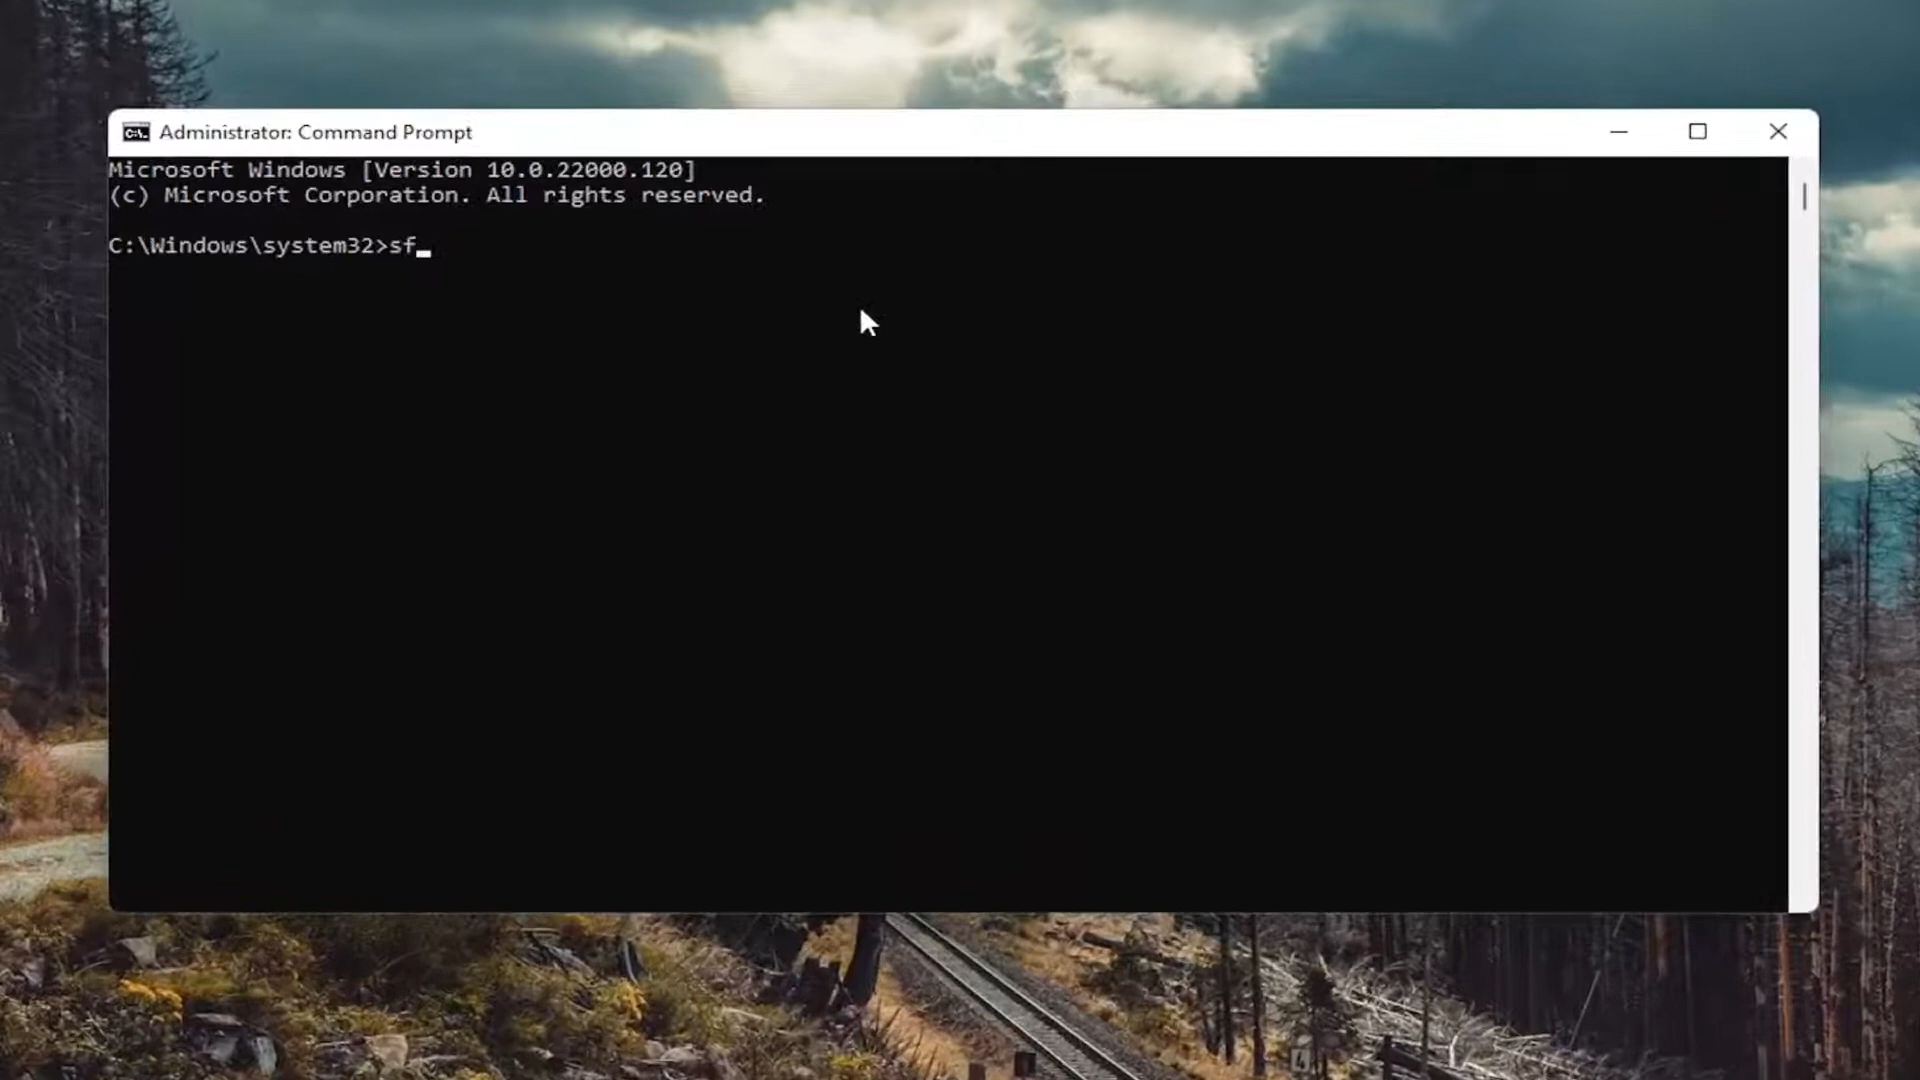 Administrator: Command Prompt
Microsoft Windows [Version 10.0.22000.120]
(c) Microsoft Corporation. All rights reserved.
C:\Windows\system32>sf